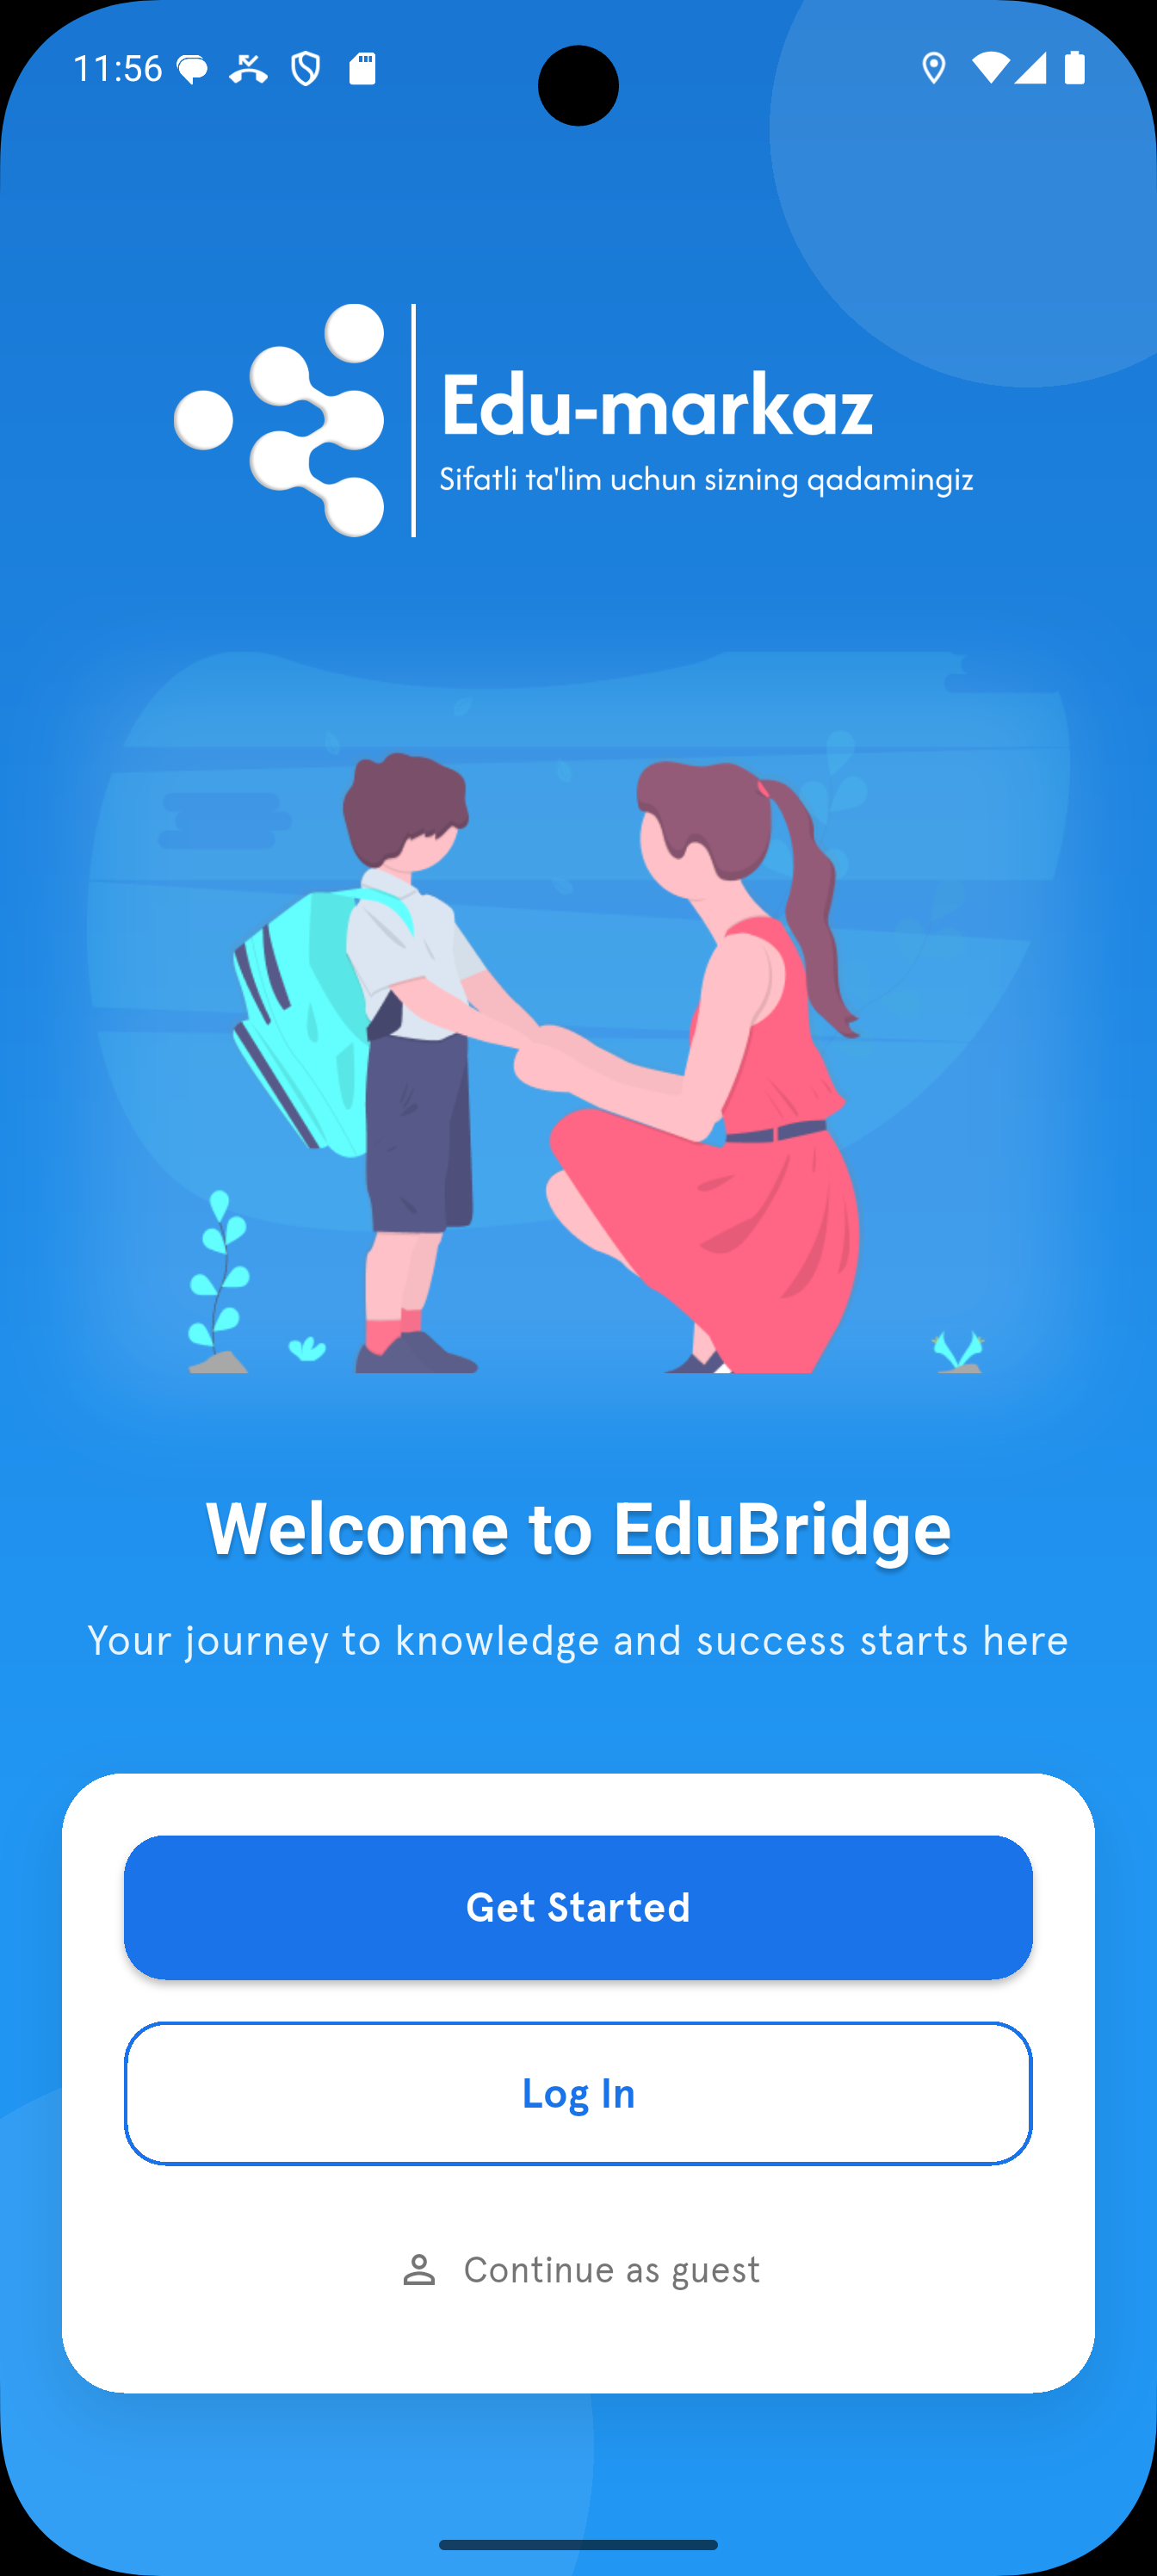 11:56
Edu-markaz
Sifatli ta'lim uchun sizning qadamingiz
Welcome to EduBridge
Your journey to knowledge and success starts here
Get Started
Log In
Continue as guest